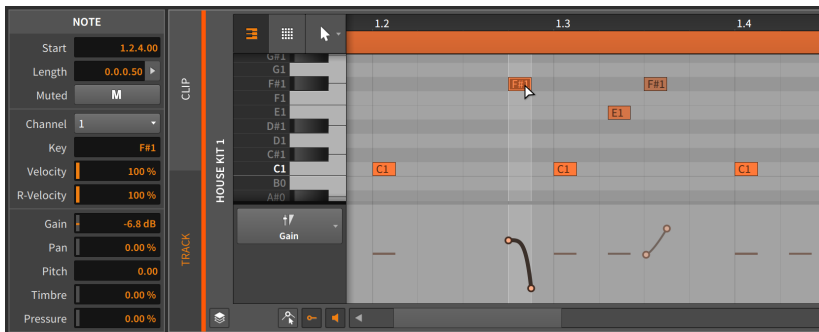 NOTE
Start 1.2.4.00
Length 0.0.0.50
Muted M
Channel 1
Key F#1
Velocity 100 %
R-Velocity 100 %
Gain -6.8 dB
Pan 0.00 %
Pitch 0.00
Timbre 0.00 %
Pressure 0.00 %
CLIP
TRACK
HOUSE KIT 1
1.2 1.3 1.4
G#1
G1
F#1 F#1 F#1
F1
E1 E1
D#1
D1
C#1
C1 C1 C1 C1
B0
A#0
Gain